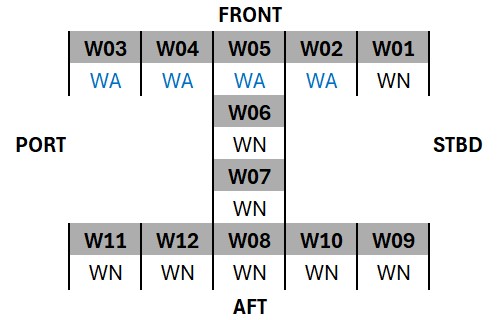 FRONT
W03 W04 W05 W02 W01
WA WA WA WA WN
W06
PORT WN STBD
W07
WN
W11 W12 W08 W10 W09
WN WN WN WN WN
AFT